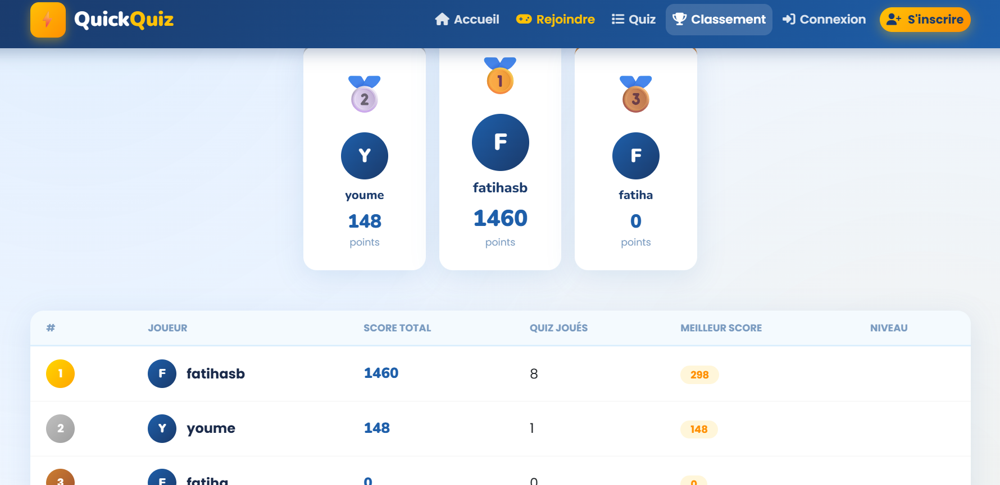 QuickQuiz
Accueil
Rejoindre
Quiz
Classement
Connexion
S'inscrire
2
Y
youme
148
points
1
F
fatihasb
1460
points
3
F
fatiha
0
points
# JOUEUR SCORE TOTAL QUIZ JOUÉS MEILLEUR SCORE NIVEAU
1 F fatihasb 1460 8 298
2 Y youme 148 1 148
3 F fatiha 0 0 0